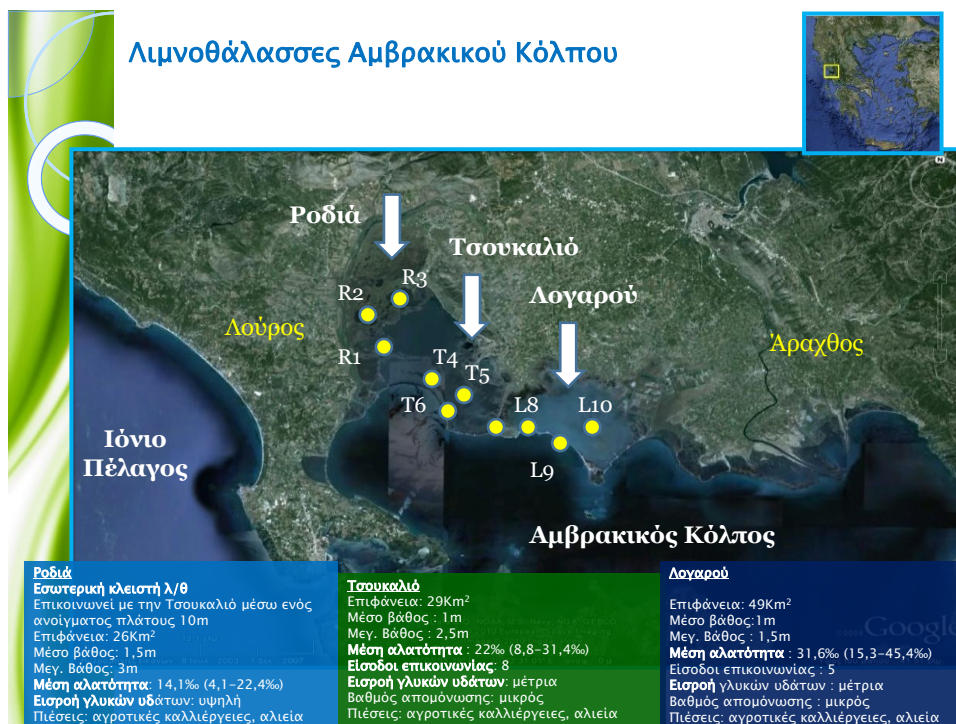 Λιμνοθάλασσες Αμβρακικού Κόλπου
Ροδιά
Τσουκαλιό
Λογαρού
R3
R2
Λούρος
Άραχθος
R1
T4
T5
T6
L8
L10
L9
Ιόνιο
Πέλαγος
Αμβρακικός Κόλπος
Ροδιά
Εσωτερική κλειστή λ/θ
Επικοινωνεί με την Τσουκαλιό μέσω ενός
ανοίγματος πλάτους 10m
Επιφάνεια: 26Km²
Μέσο βάθος: 1,5m
Μεγ. Βάθος: 3m
Μέση αλατότητα: 14,1‰ (4,1-22,4‰)
Εισροή γλυκών υδάτων: υψηλή
Πιέσεις: αγροτικές καλλιέργειες, αλιεία
Τσουκαλιό
Επιφάνεια: 29Km²
Μέσο βάθος : 1m
Μεγ. Βάθος : 2,5m
Μέση αλατότητα : 22‰ (8,8-31,4‰)
Είσοδοι επικοινωνίας: 8
Εισροή γλυκών υδάτων: μέτρια
Βαθμός απομόνωσης: μικρός
Πιέσεις: αγροτικές καλλιέργειες, αλιεία
Λογαρού
Επιφάνεια: 49Km²
Μέσο βάθος:1m
Μεγ. Βάθος : 1,5m
Μέση αλατότητα : 31,6‰ (15,3-45,4‰)
Είσοδοι επικοινωνίας : 5
Εισροή γλυκών υδάτων : μέτρια
Βαθμός απομόνωσης : μικρός
Πιέσεις: αγροτικές καλλιέργειες, αλιεία
Google